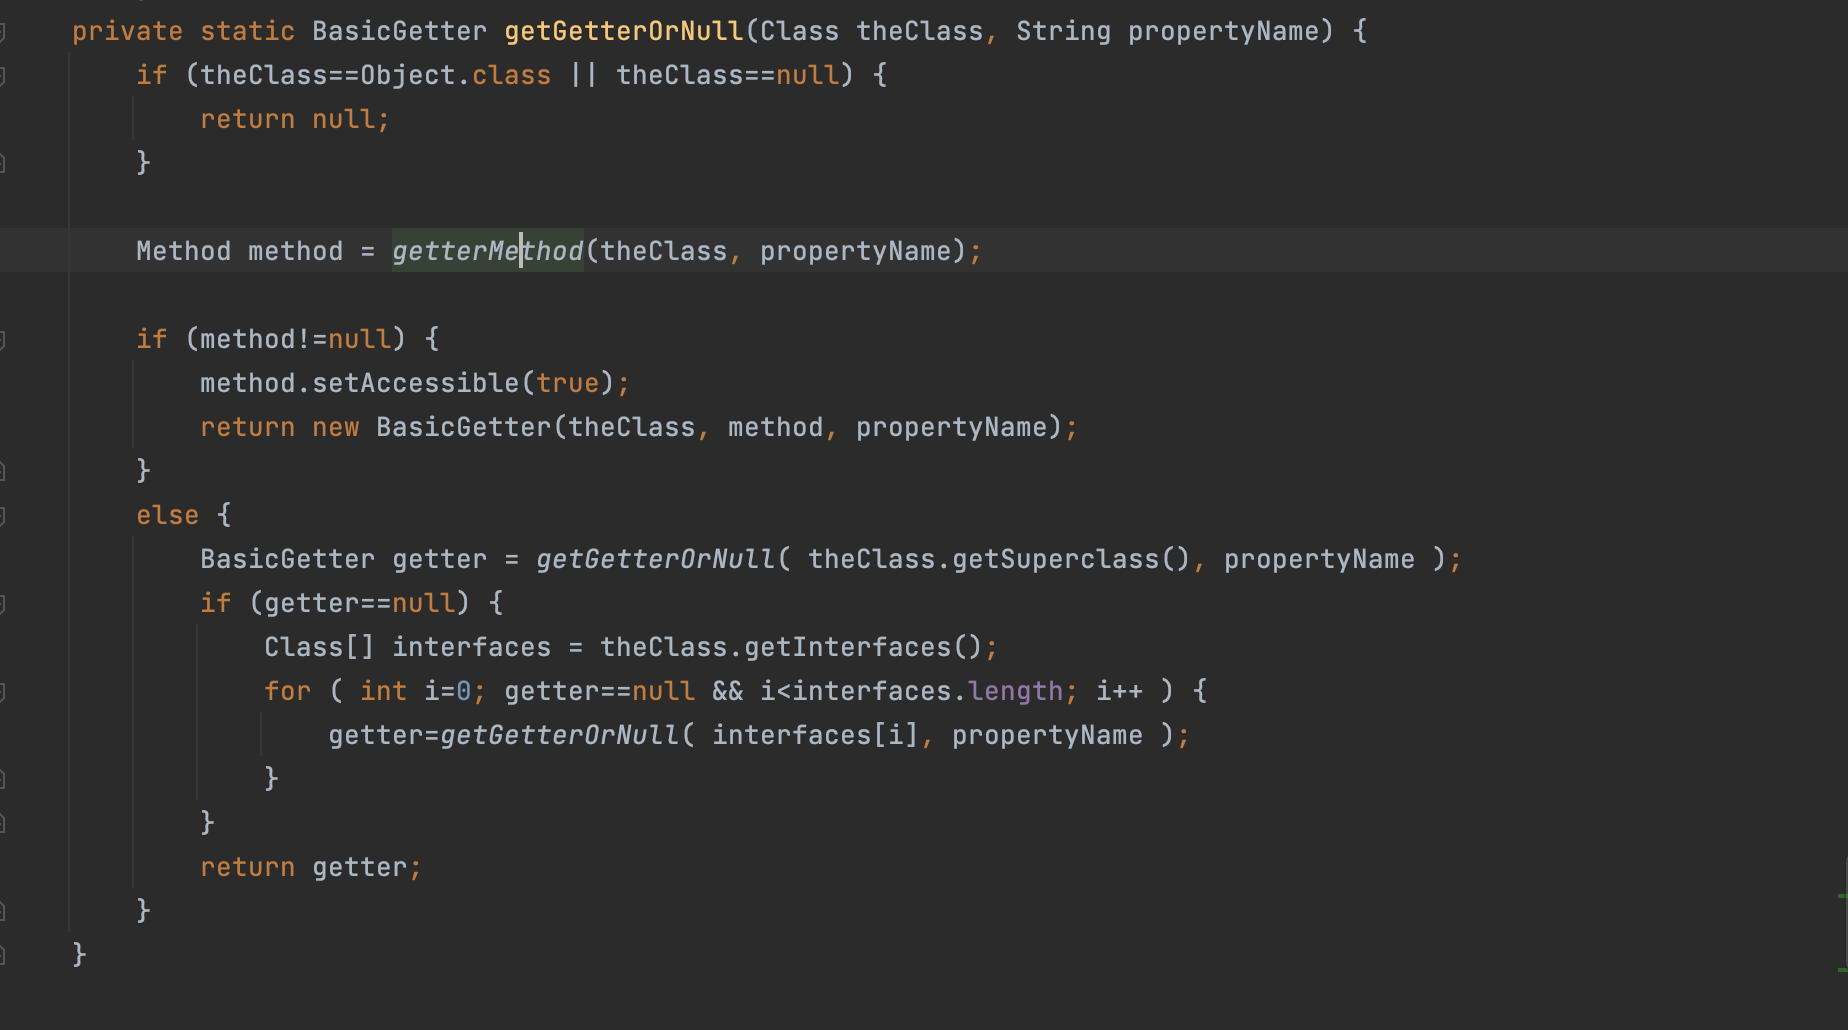 private static BasicGetter getGetterOrNull(Class theClass, String propertyName) {
if (theClass==Object.class || theClass==null) {
return null;
}
Method method = getterMethod(theClass, propertyName);
if (method!=null) {
method.setAccessible(true);
return new BasicGetter(theClass, method, propertyName);
}
else {
BasicGetter getter = getGetterOrNull( theClass.getSuperclass(), propertyName );
if (getter==null) {
Class[] interfaces = theClass.getInterfaces();
for ( int i=0; getter==null && i<interfaces.length; i++ ) {
getter=getGetterOrNull( interfaces[i], propertyName );
}
}
return getter;
}
}